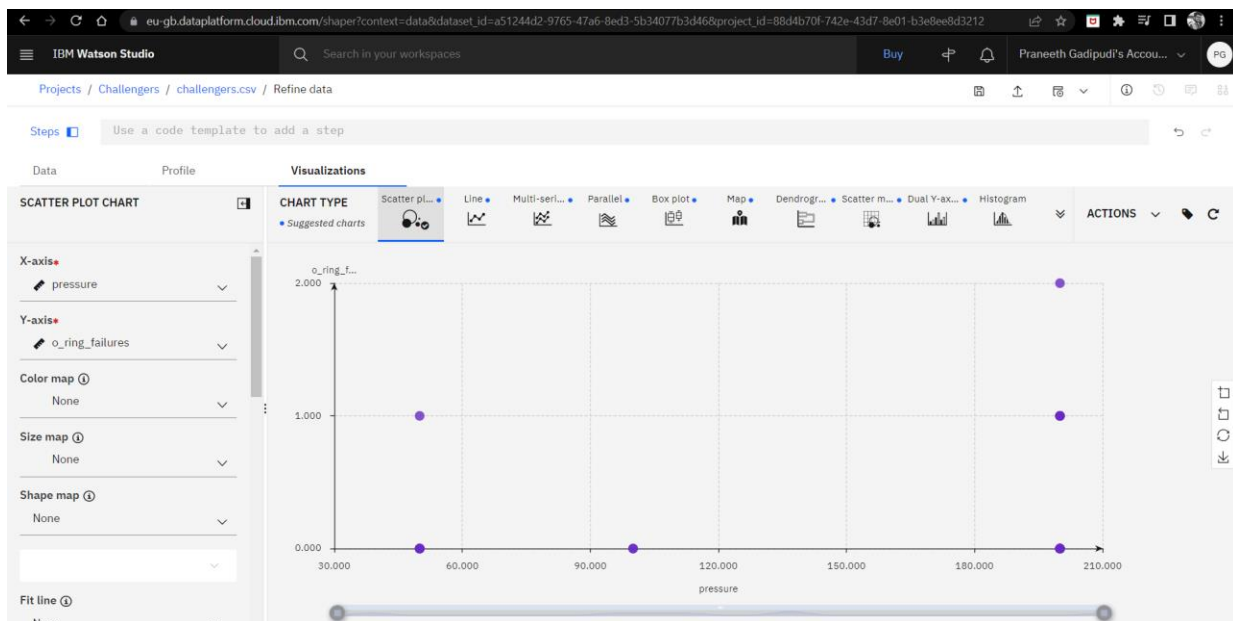 eu-gb.dataplatform.cloud.ibm.com/shaper?context=data&dataset_id=a51244d2-9765-47a6-8ed3-5b34077b3d46&project_id=88d4b70f-742e-43d7-8e01-b3e8ee8d3212
IBM Watson Studio
Search in your workspaces
Buy
Praneeth Gadipudi's Accou...
PG
Projects / Challengers / challengers.csv / Refine data
Steps
Use a code template to add a step
Data
Profile
Visualizations
SCATTER PLOT CHART
CHART TYPE
Suggested charts
Scatter pl...
Line
Multi-seri...
Parallel
Box plot
Map
Dendrogr...
Scatter m...
Dual Y-ax...
Histogram
ACTIONS
X-axis*
pressure
Y-axis*
o_ring_failures
Color map
None
Size map
None
Shape map
None
Fit line
o_ring_f...
2.000
1.000
0.000
30.000
60.000
90.000
120.000
150.000
180.000
210.000
pressure